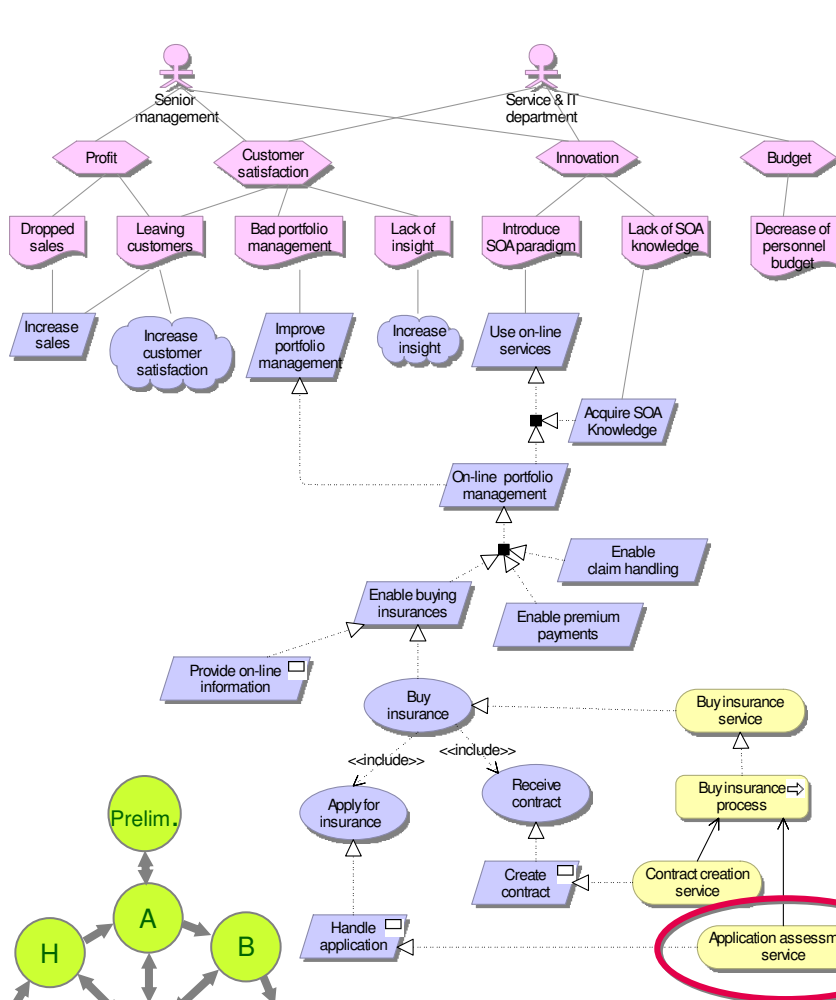 Senior
management
Service & IT
department
Profit
Customer
satisfaction
Innovation
Budget
Dropped
sales
Leaving
customers
Bad portfolio
management
Lack of
insight
Introduce
SOA paradigm
Lack of SOA
knowledge
Decrease of
personnel
budget
Increase
sales
Increase
customer
satisfaction
Improve
portfolio
management
Increase
insight
Use on-line
services
Acquire SOA
Knowledge
On-line portfolio
management
Enable
claim handling
Enable buying
insurances
Enable premium
payments
Provide on-line
information
Buy
insurance
Buy insurance
service
<<include>>
<<include>>
Apply for
insurance
Receive
contract
Buy insurance
process
Prelim.
Create
contract
Contract creation
service
A
H
B
Handle
application
Application assessm
service